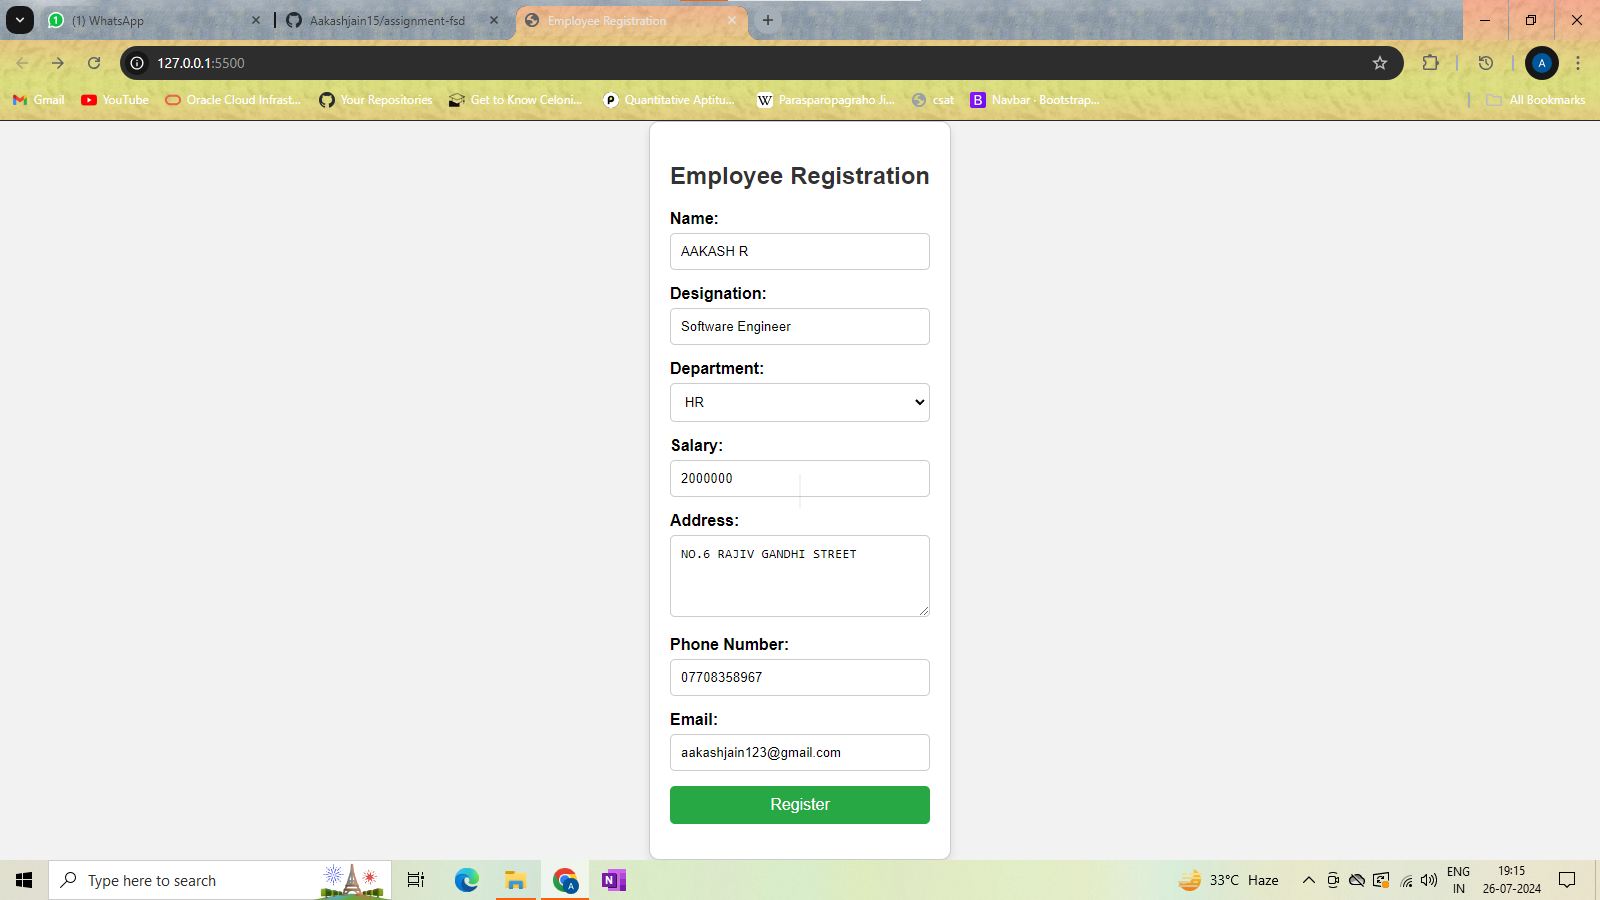 (1) WhatsApp
Aakashjain15/assignment-fsd
Employee Registration
127.0.0.1:5500
A
Gmail
YouTube
Oracle Cloud Infrast...
Your Repositories
Get to Know Celoni...
Quantitative Aptitu...
Parasparopagraho Ji...
csat
Navbar · Bootstrap...
All Bookmarks
Employee Registration
Name:
AAKASH R
Designation:
Software Engineer
Department:
HR
Salary:
2000000
Address:
NO.6 RAJIV GANDHI STREET
Phone Number:
07708358967
Email:
aakashjain123@gmail.com
Register
Type here to search
33°C Haze
ENG
IN
19:15
26-07-2024